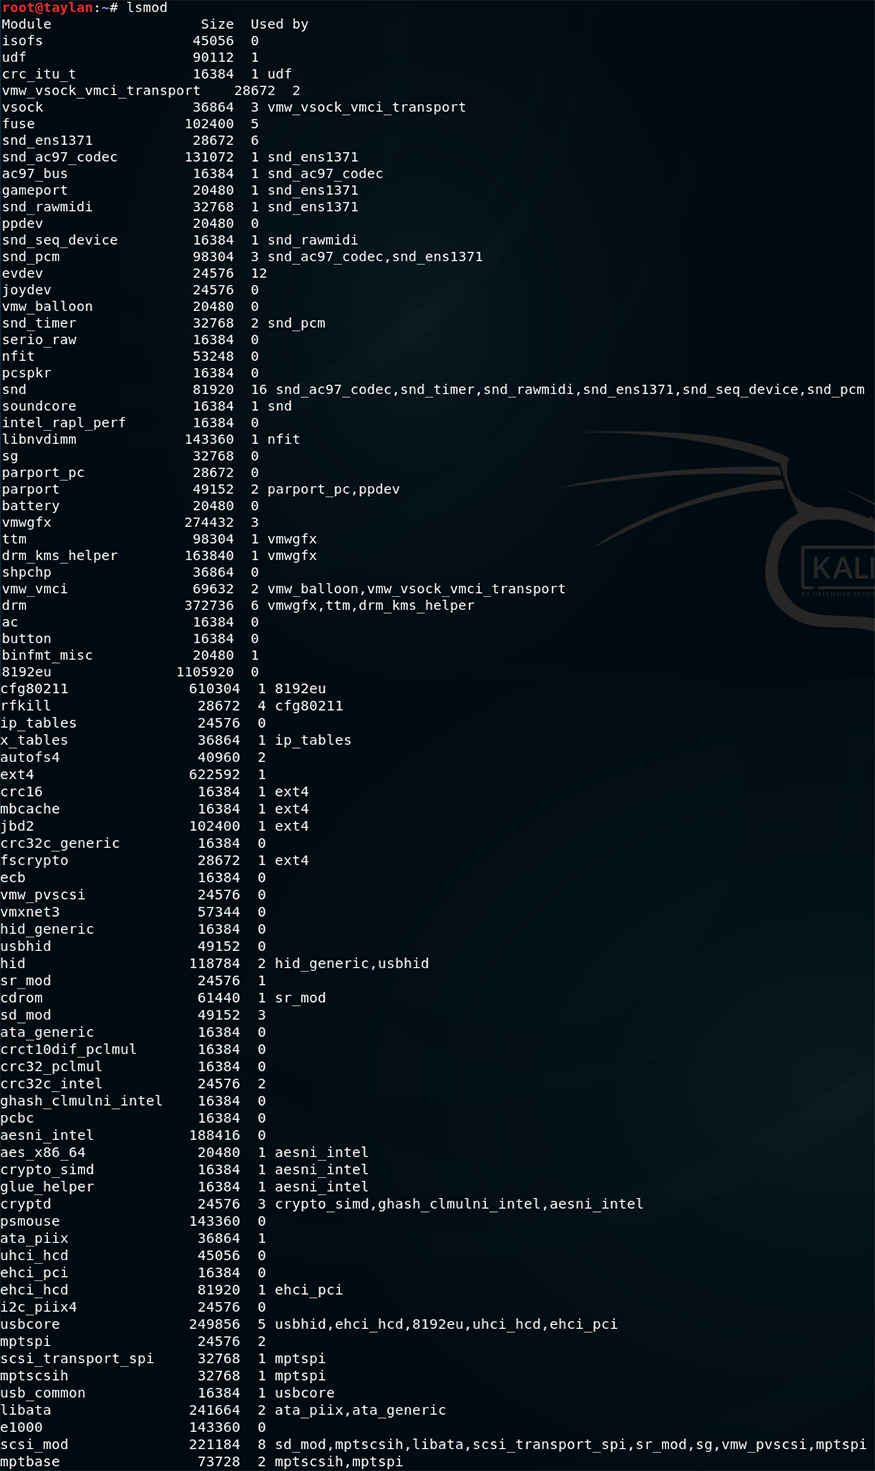 root@taylan:~# lsmod
Module                  Size  Used by
isofs                  45056  0
udf                    90112  1
crc_itu_t              16384  1 udf
vmw_vsock_vmci_transport    28672  2
vsock                  36864  3 vmw_vsock_vmci_transport
fuse                  102400  5
snd_ens1371            28672  6
snd_ac97_codec        131072  1 snd_ens1371
ac97_bus               16384  1 snd_ac97_codec
gameport               20480  1 snd_ens1371
snd_rawmidi            32768  1 snd_ens1371
ppdev                  20480  0
snd_seq_device         16384  1 snd_rawmidi
snd_pcm                98304  3 snd_ac97_codec,snd_ens1371
evdev                  24576  12
joydev                 24576  0
vmw_balloon            20480  0
snd_timer              32768  2 snd_pcm
serio_raw              16384  0
nfit                   53248  0
pcspkr                 16384  0
snd                    81920  16 snd_ac97_codec,snd_timer,snd_rawmidi,snd_ens1371,snd_seq_device,snd_pcm
soundcore              16384  1 snd
intel_rapl_perf        16384  0
libnvdimm             143360  1 nfit
sg                     32768  0
parport_pc             28672  0
parport                49152  2 parport_pc,ppdev
battery                20480  0
vmwgfx                274432  3
ttm                    98304  1 vmwgfx
drm_kms_helper        163840  1 vmwgfx
shpchp                 36864  0
vmw_vmci               69632  2 vmw_balloon,vmw_vsock_vmci_transport
drm                   372736  6 vmwgfx,ttm,drm_kms_helper
ac                     16384  0
button                 16384  0
binfmt_misc            20480  1
8192eu               1105920  0
cfg80211              610304  1 8192eu
rfkill                 28672  4 cfg80211
ip_tables              24576  0
x_tables               36864  1 ip_tables
autofs4                40960  2
ext4                  622592  1
crc16                  16384  1 ext4
mbcache                16384  1 ext4
jbd2                  102400  1 ext4
crc32c_generic         16384  0
fscrypto               28672  1 ext4
ecb                    16384  0
vmw_pvscsi             24576  0
vmxnet3                57344  0
hid_generic            16384  0
usbhid                 49152  0
hid                   118784  2 hid_generic,usbhid
sr_mod                 24576  1
cdrom                  61440  1 sr_mod
sd_mod                 49152  3
ata_generic            16384  0
crct10dif_pclmul       16384  0
crc32_pclmul           16384  0
crc32c_intel           24576  2
ghash_clmulni_intel    16384  0
pcbc                   16384  0
aesni_intel           188416  0
aes_x86_64             20480  1 aesni_intel
crypto_simd            16384  1 aesni_intel
glue_helper            16384  1 aesni_intel
cryptd                 24576  3 crypto_simd,ghash_clmulni_intel,aesni_intel
psmouse               143360  0
ata_piix               36864  1
uhci_hcd               45056  0
ehci_pci               16384  0
ehci_hcd               81920  1 ehci_pci
i2c_piix4              24576  0
usbcore               249856  5 usbhid,ehci_hcd,8192eu,uhci_hcd,ehci_pci
mptspi                 24576  2
scsi_transport_spi     32768  1 mptspi
mptscsih               32768  1 mptspi
usb_common             16384  1 usbcore
libata                241664  2 ata_piix,ata_generic
e1000                 143360  0
scsi_mod              221184  8 sd_mod,mptscsih,libata,scsi_transport_spi,sr_mod,sg,vmw_pvscsi,mptspi
mptbase                73728  2 mptscsih,mptspi
KALI
BY OFFENSIVE SECUR